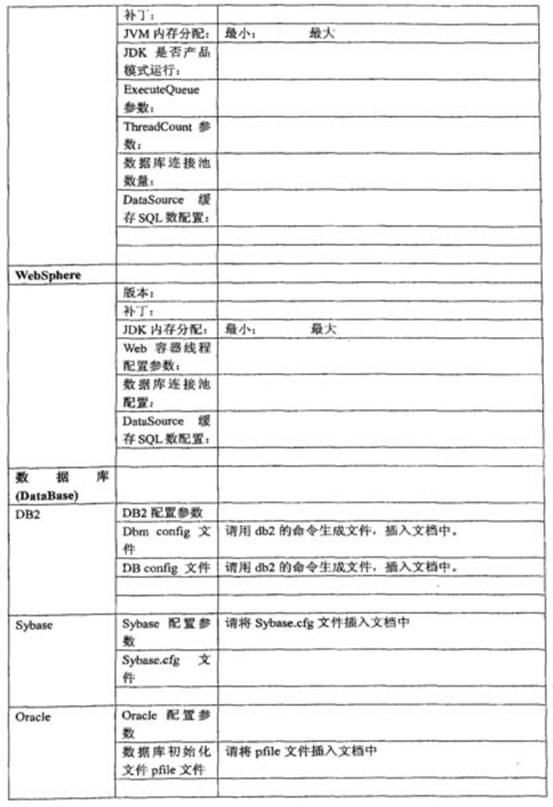 补丁：
JVM 内存分配： 最小： 最大
JDK 是否产品
模式运行：
ExecuteQueue
参数：
ThreadCount 参
数：
数据库连接池
数量：
DataSource 缓
存 SQL 数配置：
WebSphere
版本：
补丁：
JDK 内存分配： 最小： 最大
Web 容器线程
配置参数：
数据库连接池
配置：
DataSource 缓
存 SQL 数配置：
数据库
(DataBase)
DB2 DB2 配置参数
Dbm config 文 请用 db2 的命令生成文件，插入文档中。
件
DB config 文件 请用 db2 的命令生成文件，插入文档中。
Sybase Sybase 配置参 请将 Sybase.cfg 文件插入文档中
数
Sybase.cfg 文
件
Oracle Oracle 配置参
数
数据库初始化 请将 pfile 文件插入文档中
文件 pfile 文件